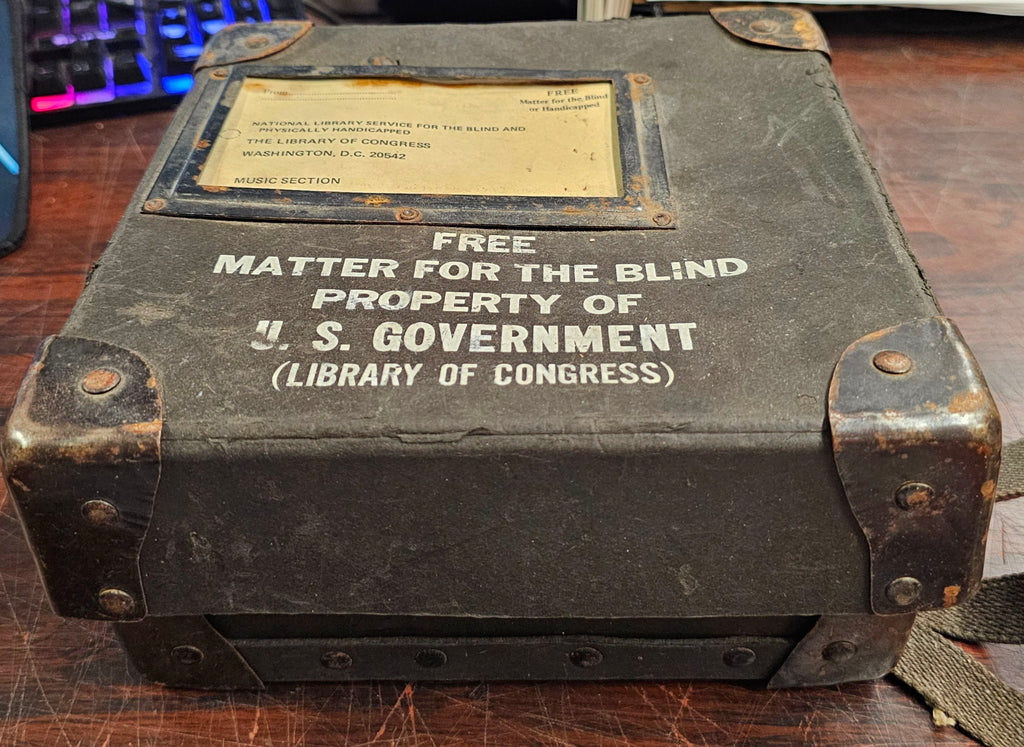 From
FREE
Matter for the Blind
or Handicapped
NATIONAL LIBRARY SERVICE FOR THE BLIND AND
PHYSICALLY HANDICAPPED
THE LIBRARY OF CONGRESS
WASHINGTON, D.C. 20542
MUSIC SECTION
FREE
MATTER FOR THE BLIND
PROPERTY OF
U. S. GOVERNMENT
(LIBRARY OF CONGRESS)